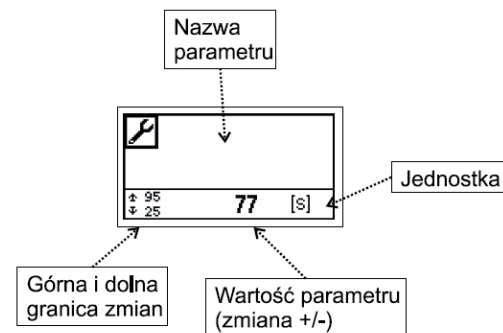 Nazwa
parametru
95
25
77
[s]
Jednostka
Górna i dolna
granica zmian
Wartość parametru
(zmiana +/-)